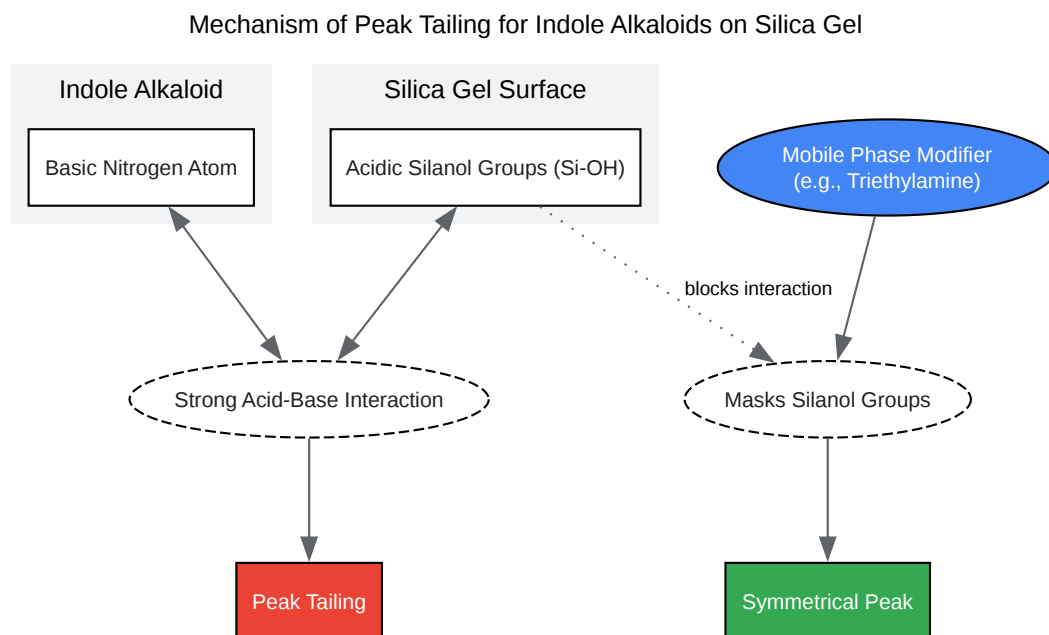 Mechanism of Peak Tailing for Indole Alkaloids on Silica Gel
Indole Alkaloid
Silica Gel Surface
Basic Nitrogen Atom
Acidic Silanol Groups (Si-OH)
Mobile Phase Modifier
(e.g., Triethylamine)
blocks interaction
Strong Acid-Base Interaction
Masks Silanol Groups
Peak Tailing
Symmetrical Peak